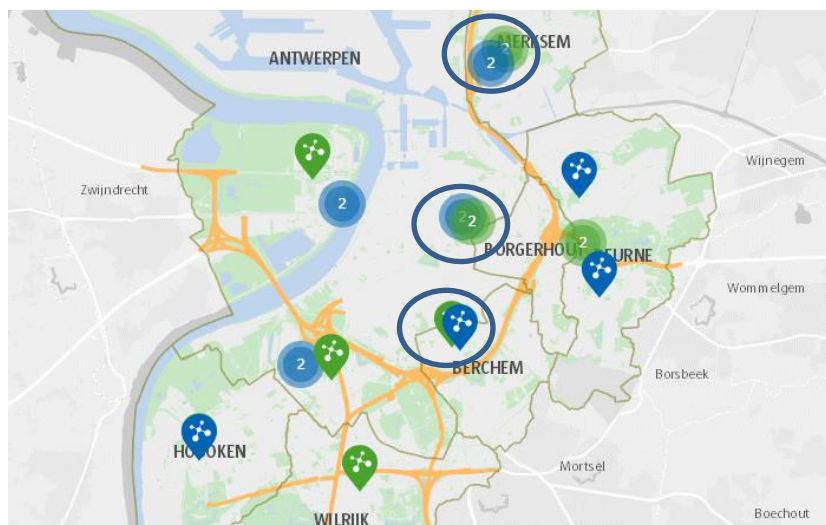 MERKSEM
2
2
ANTWERPEN
Wijnegem
Zwijndrecht
2
2
2
BORGERHOUT
2
DEURNE
Wommelgem
2
BERCHEM
Borsbeek
HOBOKEN
Mortsel
Boechout
WILRIJK